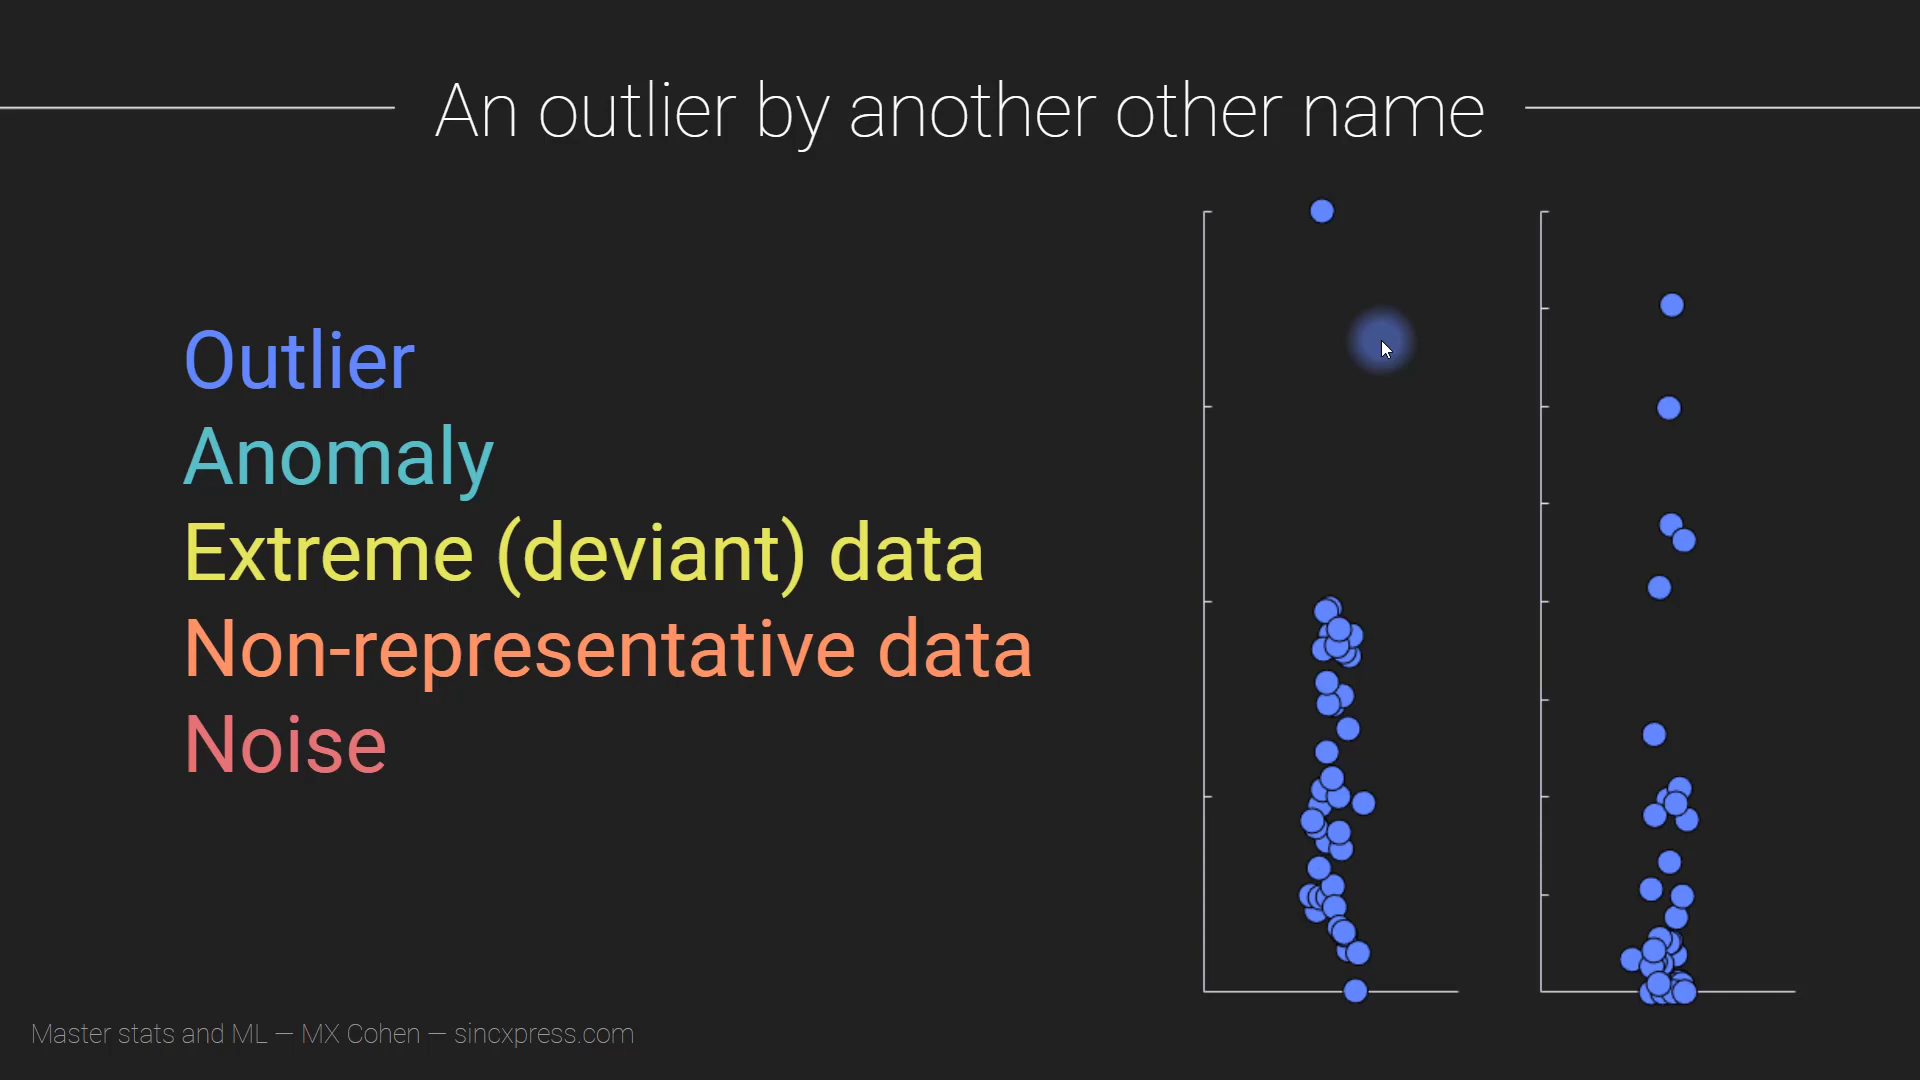 An outlier by another other name
Outlier
Anomaly
Extreme (deviant) data
Non-representative data
Noise
Master stats and ML — MX Cohen — sincxpress.com